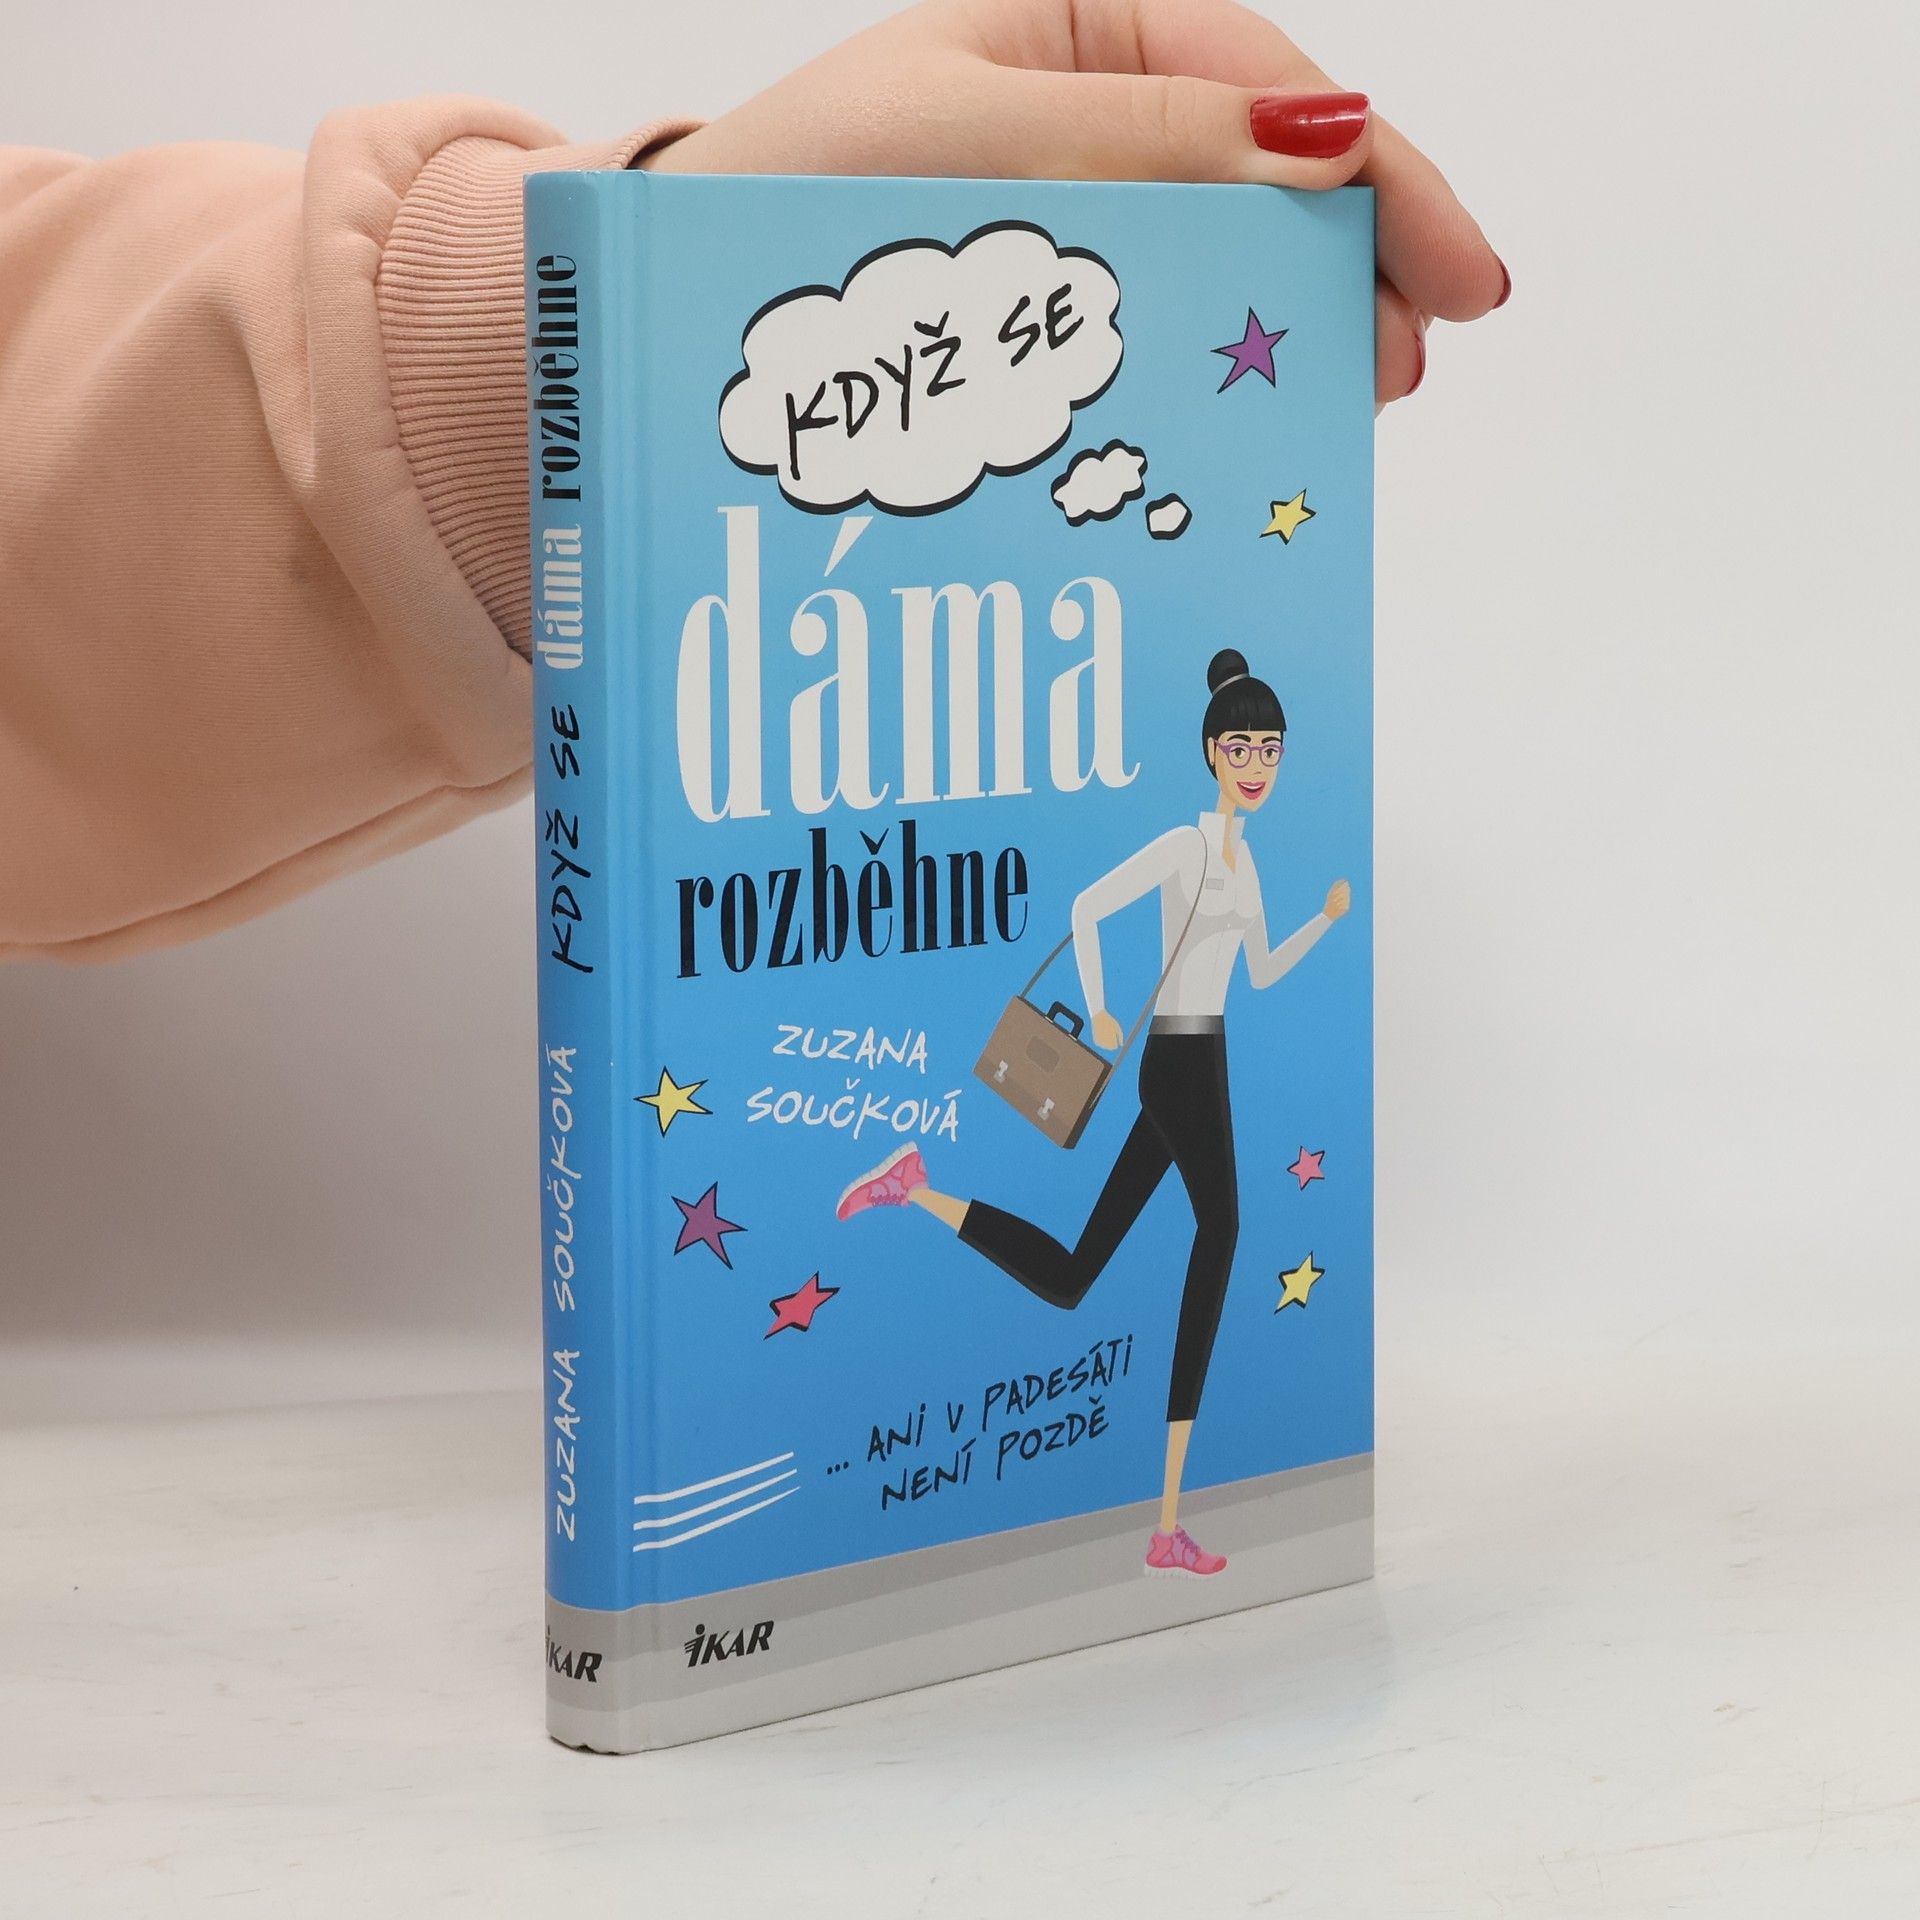 KDYŽ SE
dáma
rozběhne
ZUZANA
SOUČKOVÁ
... ANI V PADESÁTI
NENÍ POZDĚ
iKAR
ZUZANA SOUČKOVÁ KDYŽ SE dáma rozběhne
iKAR